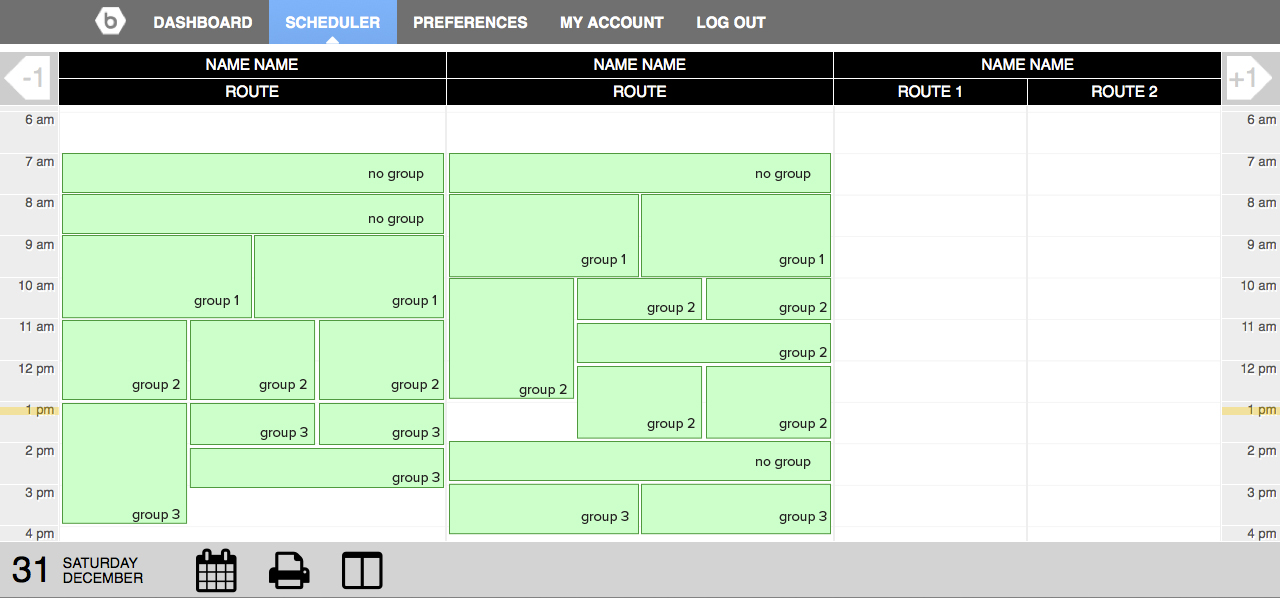 b DASHBOARD SCHEDULER PREFERENCES MY ACCOUNT LOG OUT
-1 NAME NAME NAME NAME NAME NAME +1
ROUTE ROUTE ROUTE 1 ROUTE 2
6 am 6 am
7 am no group no group 7 am
8 am no group 8 am
9 am group 1 group 1 9 am
10 am group 1 group 1 10 am
group 2 group 2
11 am 11 am
group 2
12 pm 12 pm
group 2 group 2 group 2 group 2
1 pm 1 pm
group 3 group 3 group 2 group 2
2 pm no group 2 pm
group 3
3 pm 3 pm
group 3 group 3 group 3
4 pm 4 pm
31 SATURDAY
DECEMBER